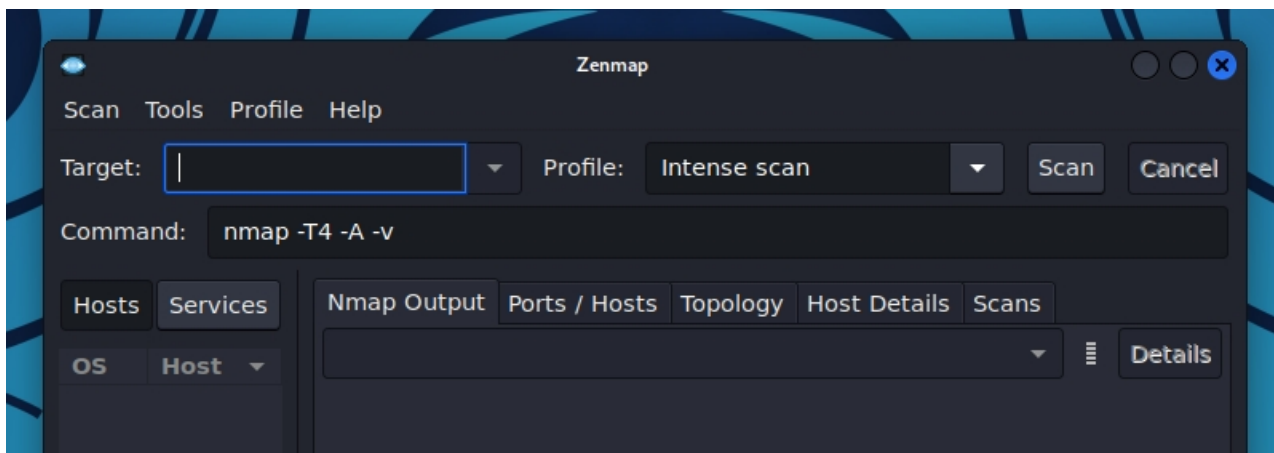 Zenmap
Scan Tools Profile Help
Target: Profile: Intense scan Scan Cancel
Command: nmap -T4 -A -v
Hosts Services Nmap Output Ports / Hosts Topology Host Details Scans
OS Host Details